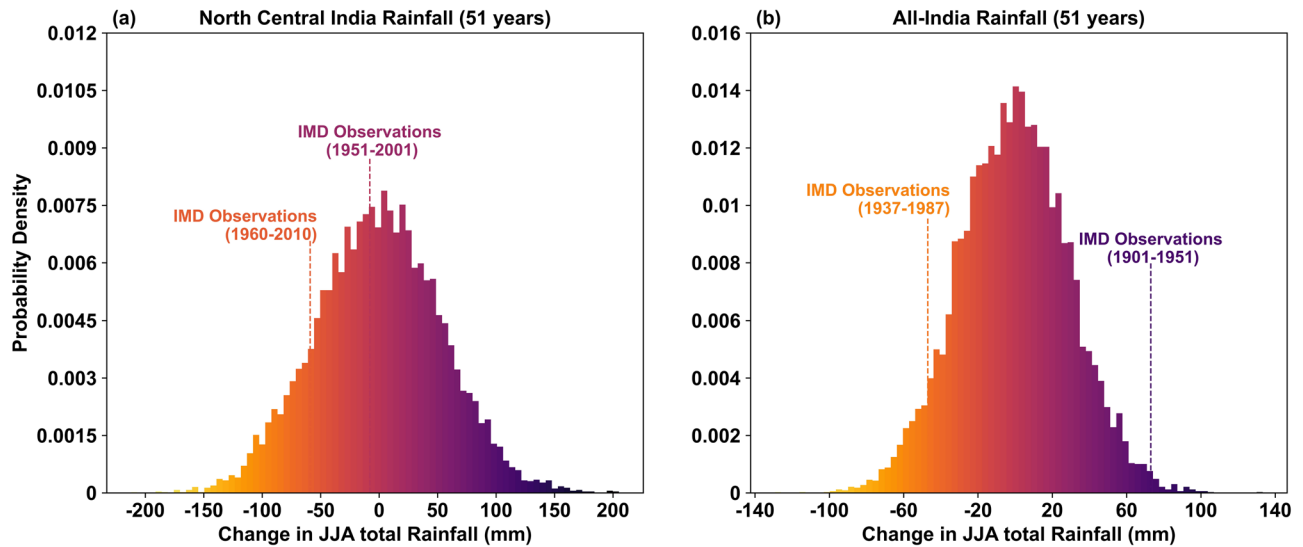 (a) North Central India Rainfall (51 years)
0.012
0.0105
0.009
0.0075
0.006
0.0045
0.003
0.0015
0
Probability Density
IMD Observations
(1951-2001)
IMD Observations
(1960-2010)
-200 -150 -100 -50 0 50 100 150 200
Change in JJA total Rainfall (mm)
(b) All-India Rainfall (51 years)
0.016
0.014
0.012
0.01
0.008
0.006
0.004
0.002
0
IMD Observations
(1937-1987)
IMD Observations
(1901-1951)
-140 -100 -60 -20 20 60 100 140
Change in JJA total Rainfall (mm)